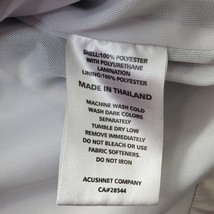 SHELL:100% POLYESTER
WITH POLYURETHANE
LAMINATION
LINING:100% POLYESTER
MADE IN THAILAND
MACHINE WASH COLD
WASH DARK COLORS
SEPARATELY
TUMBLE DRY LOW
REMOVE IMMEDIATELY
DO NOT BLEACH OR USE
FABRIC SOFTENERS.
DO NOT IRON
ACUSHNET COMPANY
CA#28544